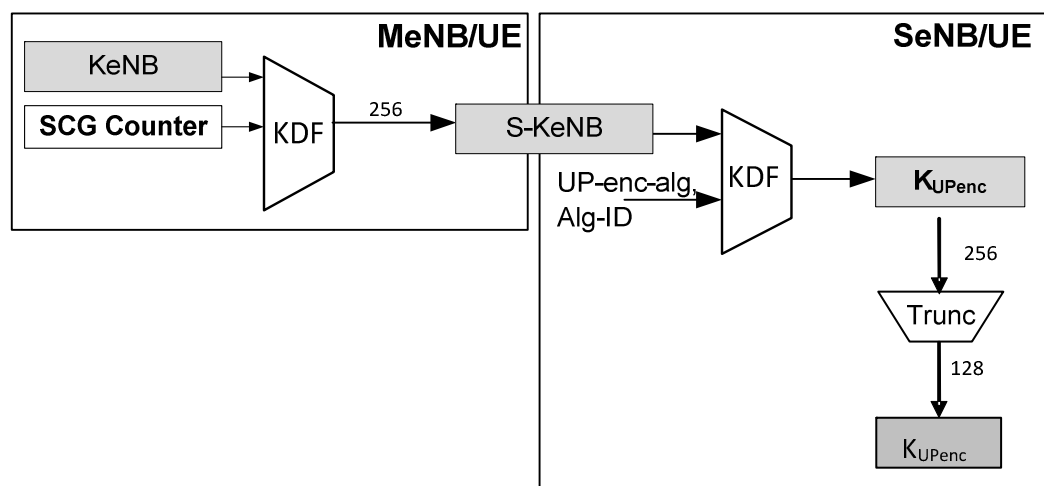 MeNB/UE
KeNB
SCG Counter
KDF
256
S-KeNB
SeNB/UE
UP-enc-alg,
Alg-ID
KDF
KUPenc
256
Trunc
128
KUPenc